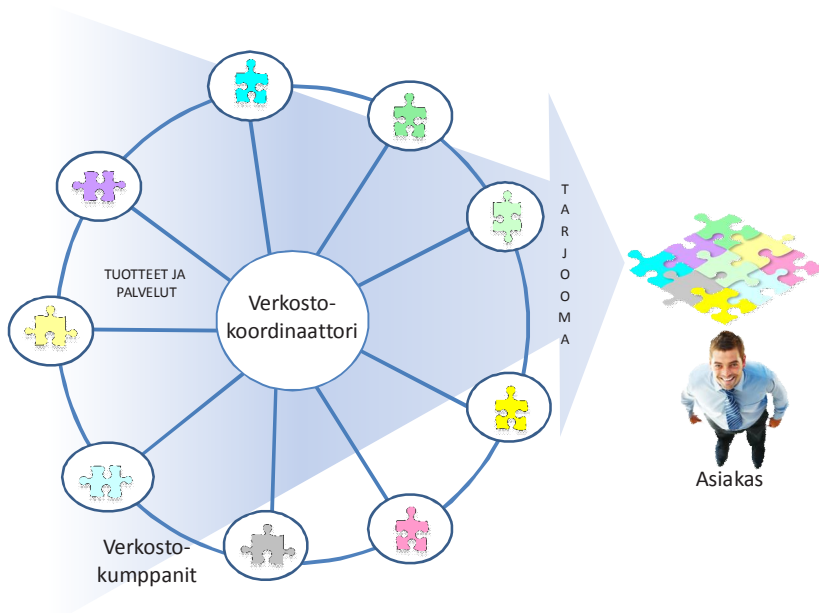 TUOTTEET JA
PALVELUT
Verkosto-
koordinaattori
Verkosto-
kumppanit
T
A
R
J
O
O
M
A
Asiakas